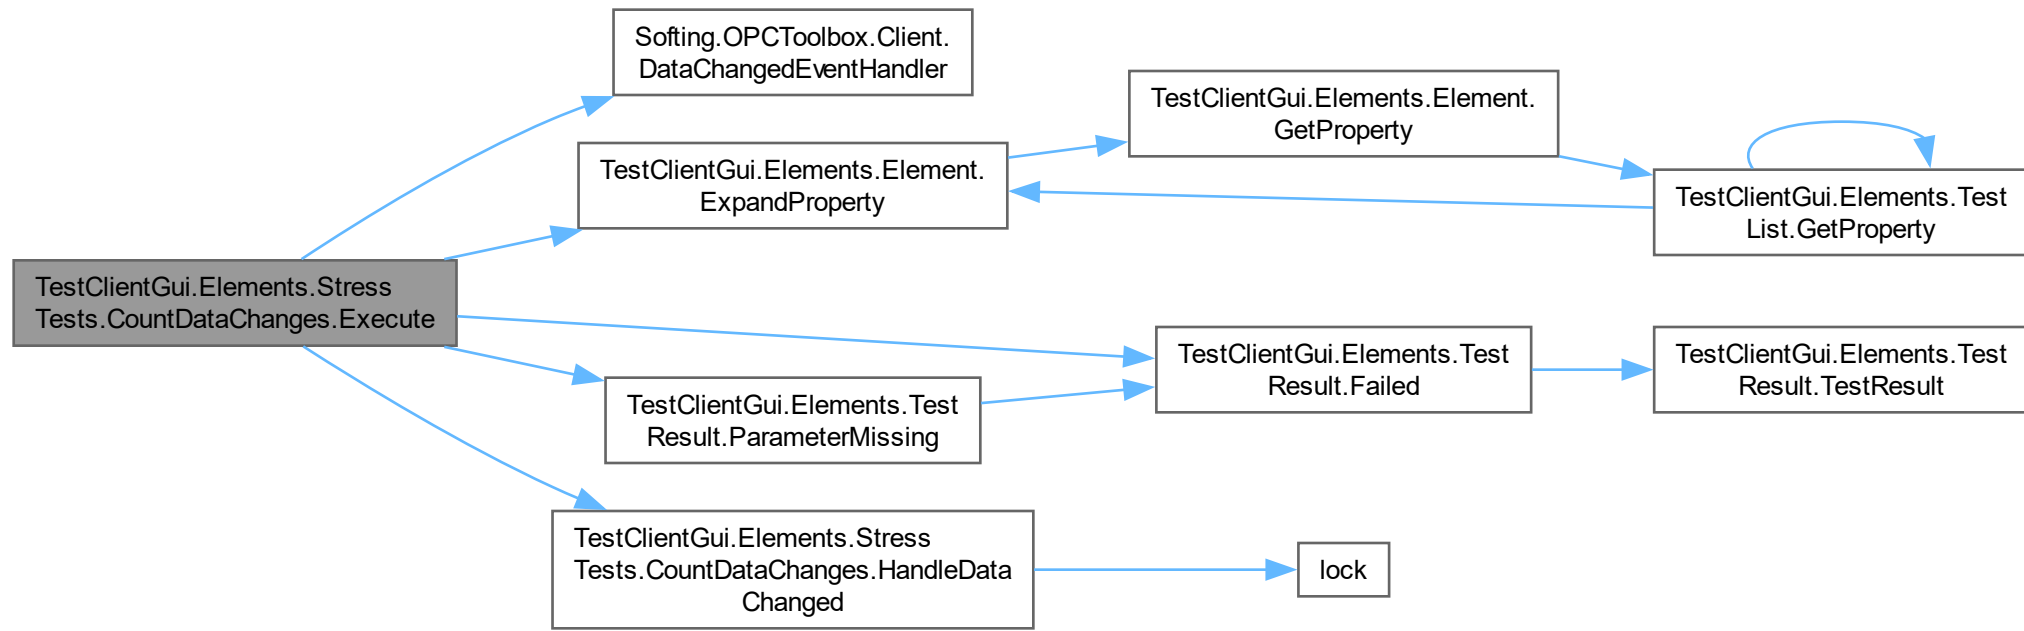 Softing.OPCToolbox.Client.
DataChangedEventHandler
TestClientGui.Elements.Element.
GetProperty
TestClientGui.Elements.Element.
ExpandProperty
TestClientGui.Elements.Test
List.GetProperty
TestClientGui.Elements.Stress
Tests.CountDataChanges.Execute
TestClientGui.Elements.Test
Result.Failed
TestClientGui.Elements.Test
Result.TestResult
TestClientGui.Elements.Test
Result.ParameterMissing
TestClientGui.Elements.Stress
Tests.CountDataChanges.HandleData
Changed
lock